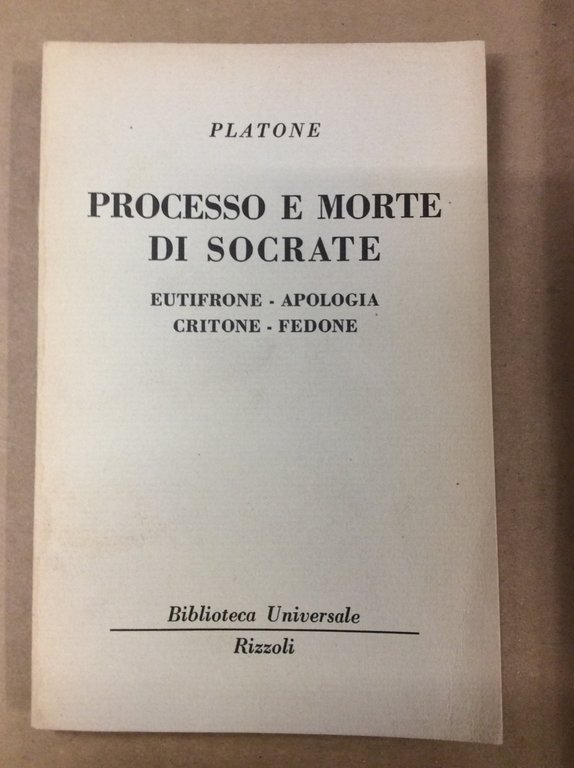 PLATONE
PROCESSO E MORTE
DI SOCRATE
EUTIFRONE - APOLOGIA
CRITONE - FEDONE
Biblioteca Universale
Rizzoli